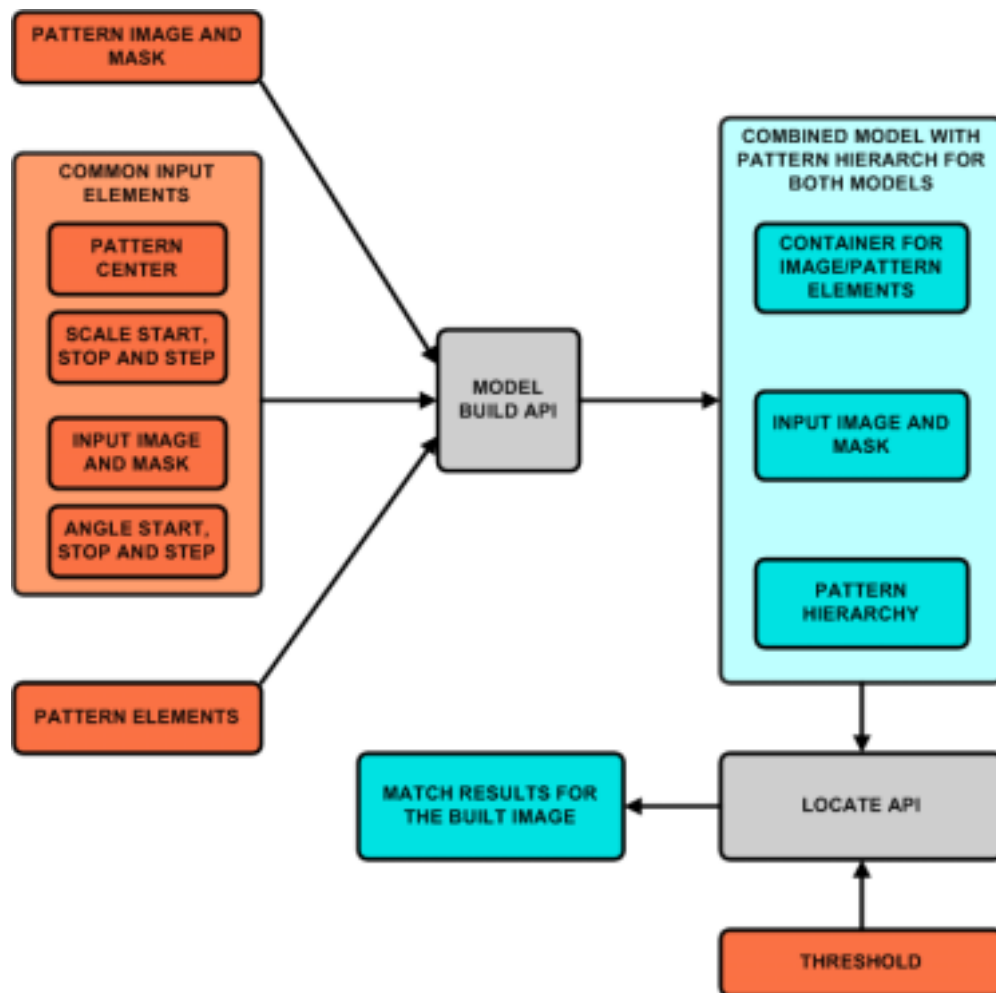 PATTERN IMAGE AND
MASK
COMMON INPUT
ELEMENTS
PATTERN
CENTER
SCALE START,
STOP AND STEP
INPUT IMAGE
AND MASK
ANGLE START,
STOP AND STEP
PATTERN ELEMENTS
MODEL
BUILD API
COMBINED MODEL WITH
PATTERN HIERARCH FOR
BOTH MODELS
CONTAINER FOR
IMAGE/PATTERN
ELEMENTS
INPUT IMAGE AND
MASK
PATTERN
HIERARCHY
LOCATE API
MATCH RESULTS FOR
THE BUILT IMAGE
THRESHOLD